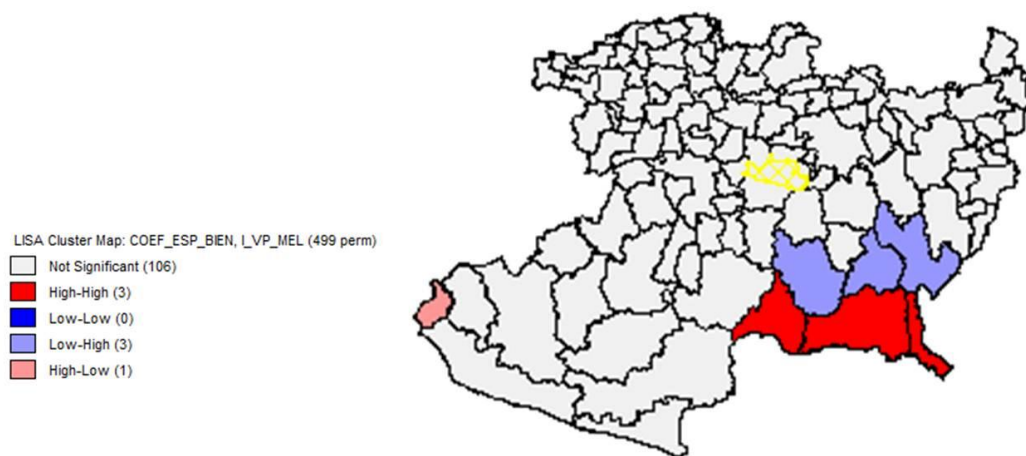 LISA Cluster Map: COEF_ESP_BIEN, I_VP_MEL (499 perm)
Not Significant (106)
High-High (3)
Low-Low (0)
Low-High (3)
High-Low (1)